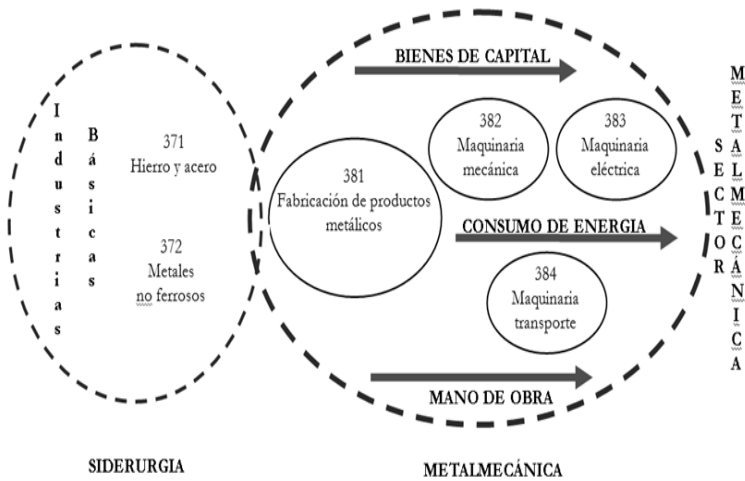 Industrias
Básicas
371
Hierro y acero
372
Metales
no ferrosos
SIDERURGIA
BIENES DE CAPITAL
382
Maquinaria
mecánica
383
Maquinaria
eléctrica
381
Fabricación de productos
metálicos
CONSUMO DE ENERGIA
384
Maquinaria
transporte
MANO DE OBRA
METALMECÁNICA
SECTOR
METALMECÁNICA